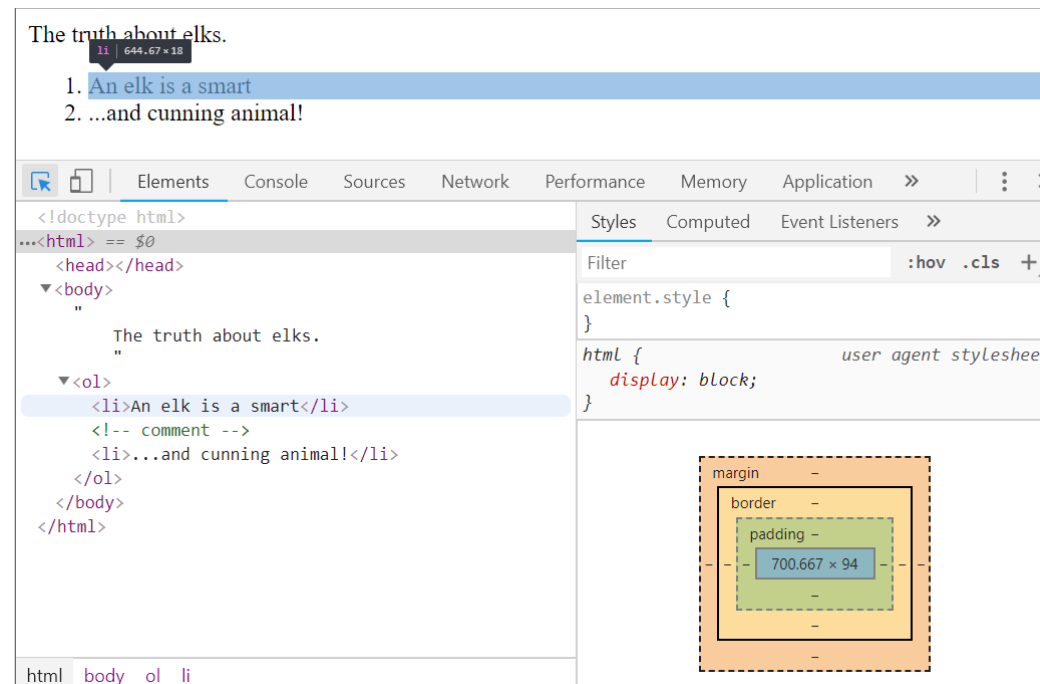 The truth about elks.
li | 644.67×18
1. An elk is a smart
2. ...and cunning animal!
Elements Console Sources Network Performance Memory Application »
<!doctype html>
...<html> == $0
<head></head>
▼<body>
"
The truth about elks.
"
▼<ol>
<li>An elk is a smart</li>
<!-- comment -->
<li>...and cunning animal!</li>
</ol>
</body>
</html>
html body ol li
Styles Computed Event Listeners »
Filter :hov .cls +
element.style {
}
html { user agent styleshee
display: block;
}
margin –
border –
padding –
– – – 700.667 × 94 – – –
–
–
–